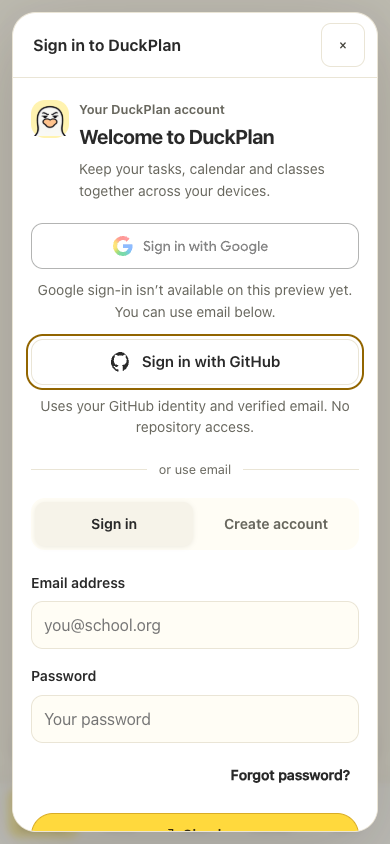 Sign in to DuckPlan
×
Your DuckPlan account
Welcome to DuckPlan
Keep your tasks, calendar and classes
together across your devices.
Sign in with Google
Google sign-in isn’t available on this preview yet.
You can use email below.
Sign in with GitHub
Uses your GitHub identity and verified email. No
repository access.
or use email
Sign in
Create account
Email address
you@school.org
Password
Your password
Forgot password?